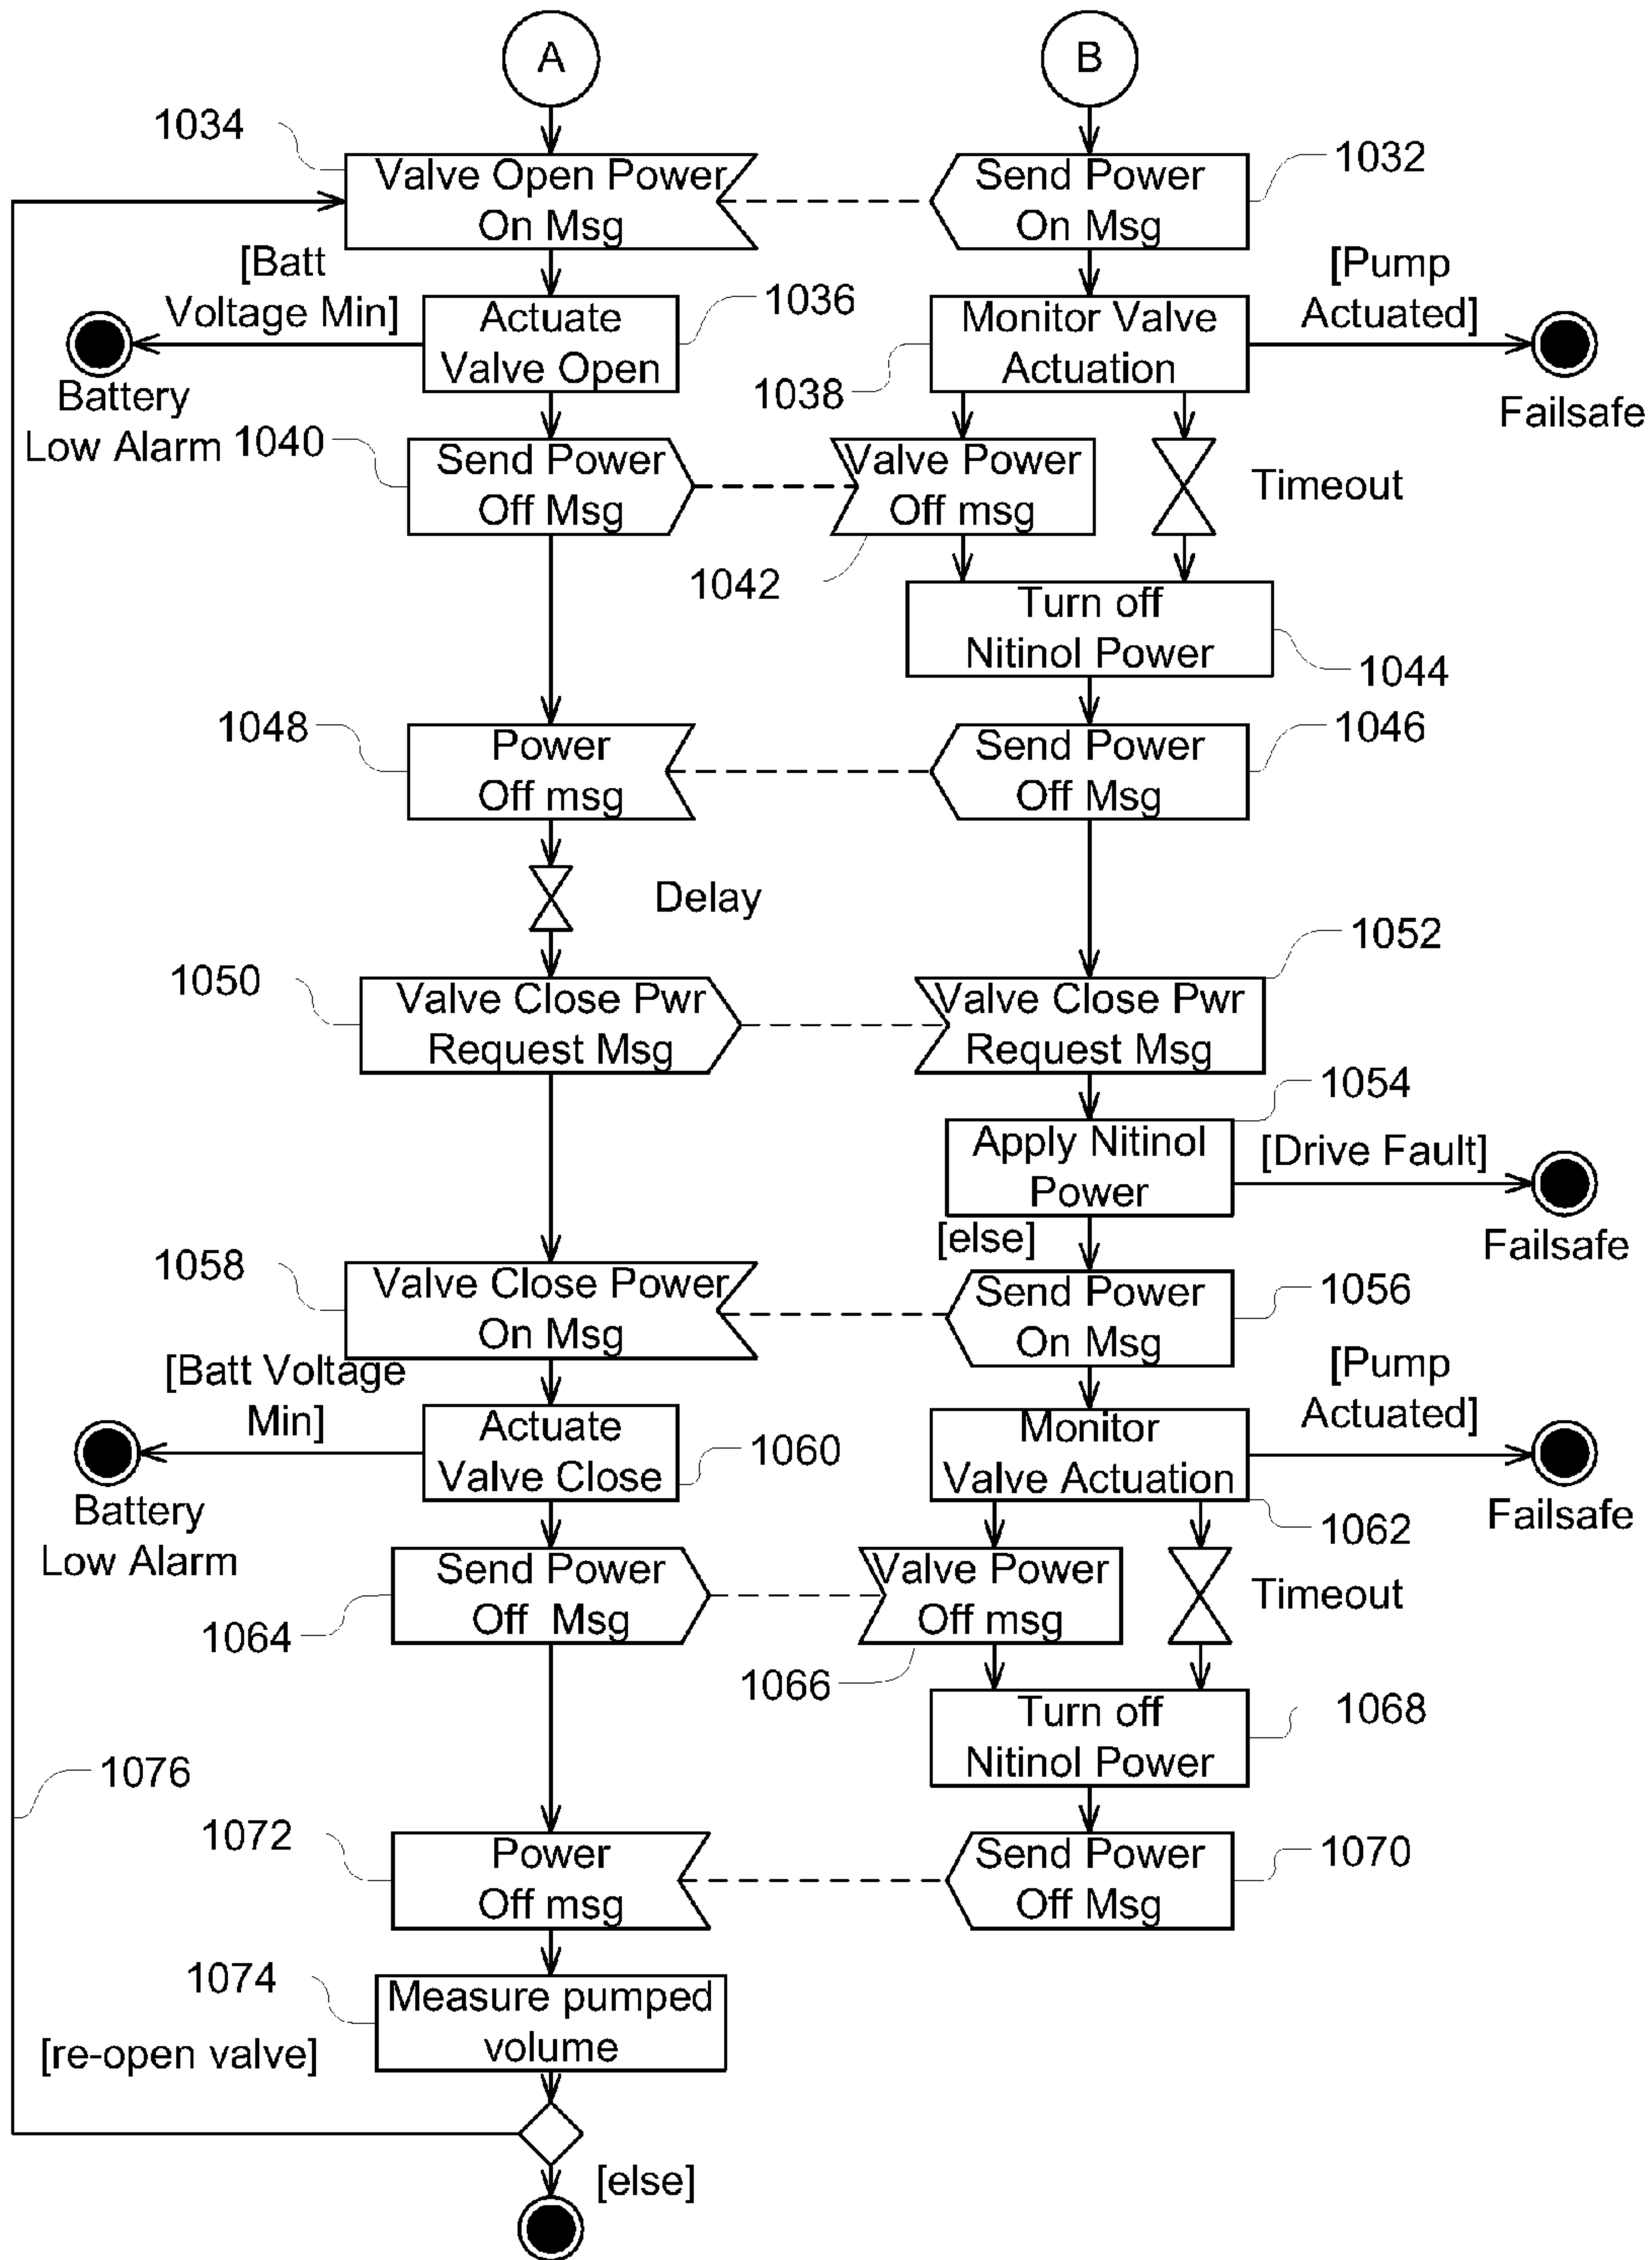 A
B
1034
Valve Open Power
On Msg
Send Power
On Msg
1032
[Batt
Voltage Min]
Actuate
Valve Open
1036
Monitor Valve
Actuation
1038
[Pump
Actuated]
Battery
Low Alarm
Failsafe
1040
Send Power
Off Msg
Valve Power
Off msg
Timeout
1042
Turn off
Nitinol Power
1044
1048
Power
Off msg
Send Power
Off Msg
1046
Delay
1050
Valve Close Pwr
Request Msg
Valve Close Pwr
Request Msg
1052
1054
Apply Nitinol
Power
[Drive Fault]
Failsafe
[else]
1058
Valve Close Power
On Msg
Send Power
On Msg
1056
[Batt Voltage
Min]
Actuate
Valve Close
1060
Monitor
Valve Actuation
[Pump
Actuated]
1062
Battery
Low Alarm
Failsafe
Send Power
Off Msg
1064
Valve Power
Off msg
Timeout
1066
Turn off
Nitinol Power
1068
1076
1072
Power
Off msg
Send Power
Off Msg
1070
1074
Measure pumped
volume
[re-open valve]
[else]